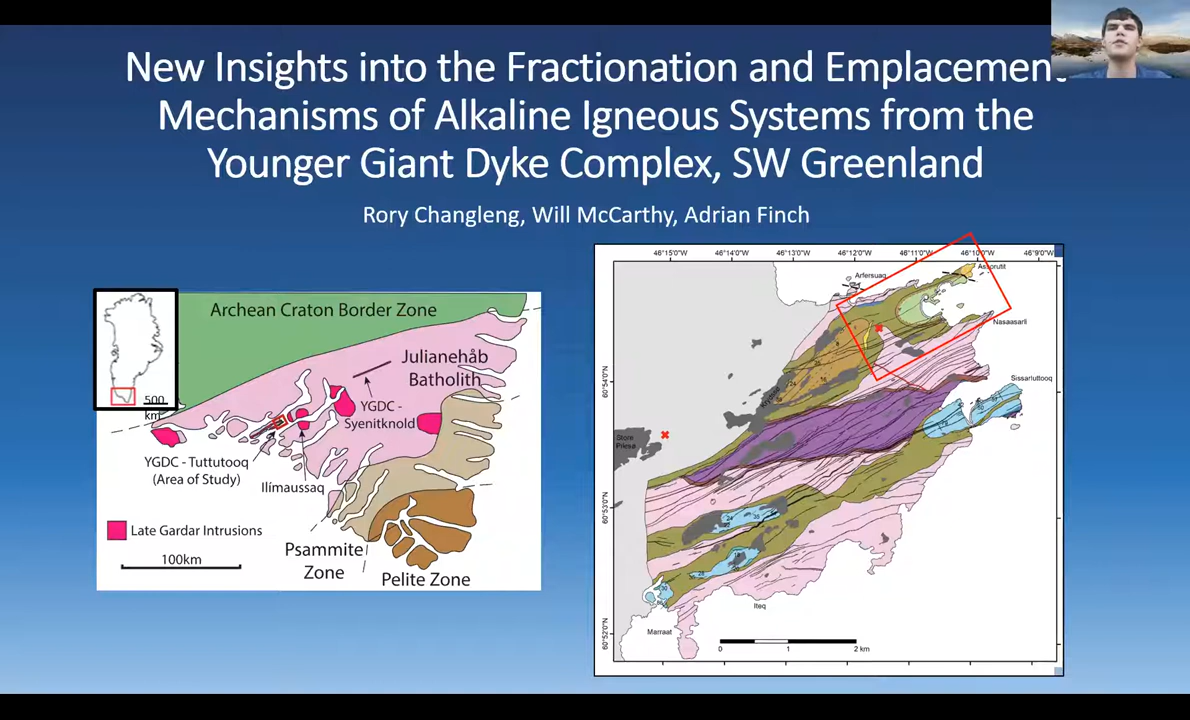 New Insights into the Fractionation and Emplacement
Mechanisms of Alkaline Igneous Systems from the
Younger Giant Dyke Complex, SW Greenland
Rory Changleng, Will McCarthy, Adrian Finch
Archean Craton Border Zone
Julianehåb
Batholith
500
km
YGDC -
Syenitknold
YGDC - Tuttutooq
(Area of Study)
Ilímaussaq
Late Gardar Intrusions
100km
Psammite
Zone
Pelite Zone
46°15'0"W
46°14'0"W
46°13'0"W
46°12'0"W
46°11'0"W
46°10'0"W
46°9'0"W
Arfersuaq
Assorutit
Nasaasarli
60°54'0"N
Sissarluttooq
Store
Pilesø
60°53'0"N
Iteq
Marraat
60°52'0"N
0
1
2 km